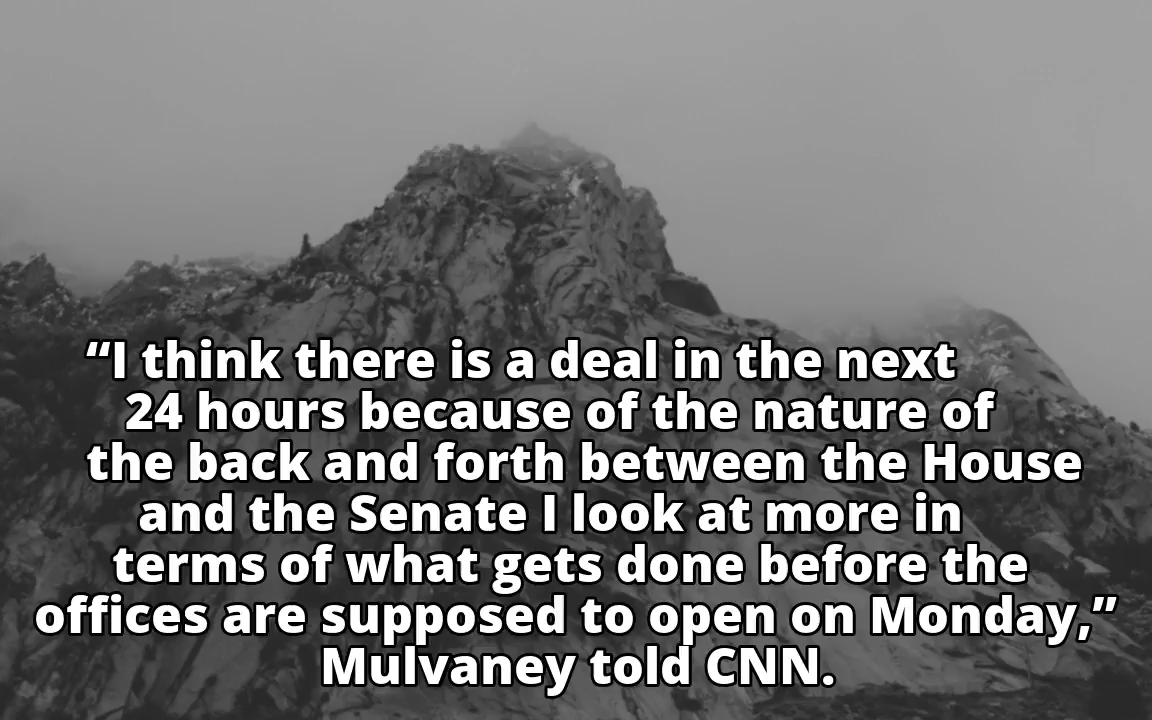 “I think there is a deal in the next
24 hours because of the nature of
the back and forth between the House
and the Senate I look at more in
terms of what gets done before the
offices are supposed to open on Monday,”
Mulvaney told CNN.